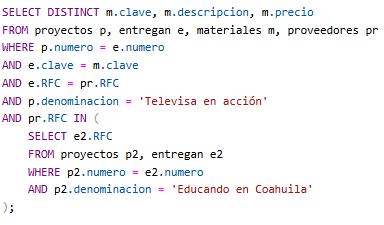 SELECT DISTINCT m.clave, m.descripcion, m.precio
FROM proyectos p, entregan e, materiales m, proveedores pr
WHERE p.numero = e.numero
AND e.clave = m.clave
AND e.RFC = pr.RFC
AND p.denominacion = 'Televisa en acción'
AND pr.RFC IN (
    SELECT e2.RFC
    FROM proyectos p2, entregan e2
    WHERE p2.numero = e2.numero
    AND p2.denominacion = 'Educando en Coahuila'
);